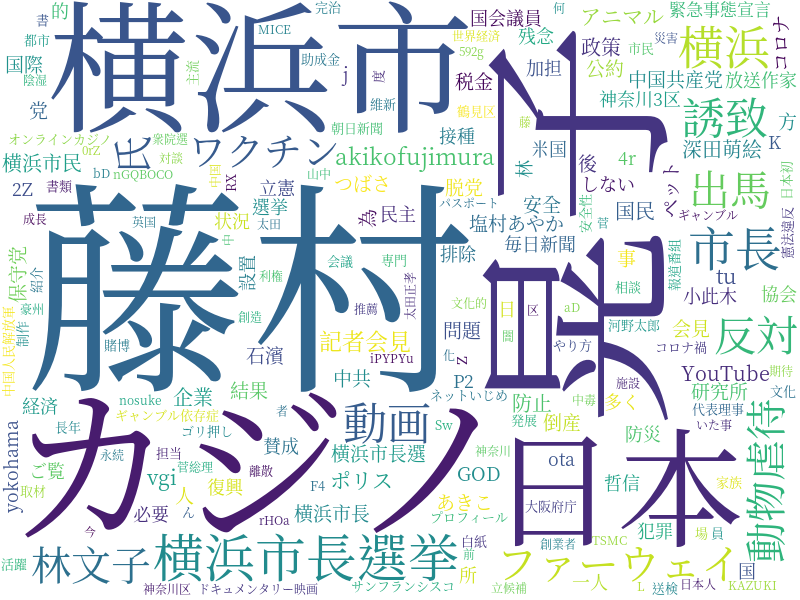 完治
書
的
都市
MICE
国会議員
アニマル
緊急事態宣言
何
横浜市
世界経済
残念
592g
災害
コロナ
国際
陰湿
主流
助成金
j
度
政策
公約
市民
横浜
党
維新
税金
加担
中国共産党
放送作家
鶴見区
神奈川3区
オンラインカジノ
衆院選
朝日新聞
藤
誘致
方
0rZ
対談
氏
ワクチン
接種
米国
K
横浜市民
bD
nGQBOCO
akikofujimura
林
後
4r
深田萌絵
2Z
書類
中国
RX
立憲
つばさ
脱党
しない
ペット
出馬
成長
英国
山中
パスポート
安全
安全性
ギャンブル
日本初
状況
選挙
為
民主
塩村あやか
国民
憲法違反
藤村
晃子
中
太田
排除
毎日新聞
市長
報道番組
保守党
紹介
利権
会議
専門
事
tu
設置
文化的
日
相談
小此木
協会
中国人民解放軍
創造
推薦
太田正孝
aD
区
河野太郎
会見
反対
制作
賭博
記者会見
問題
闇
やり方
コロナ禍
石濱
iPYPYu
z
化
カジノ
動画
中共
P2
中毒
施設
YouTube
文化
期待
経済
nosuke
企業
結果
ネットいじめ
防止
多く
研究所
代表理事
いた事
ギャンブル依存症
者
Sw
発展
倒産
長年
ゴリ押し
賛成
日本
防災
動物虐待
yokohama
担当
離散
横浜市長選
神奈川
GOD
ota
ご覧
永続
菅総理
vgi
人
復興
F4
ポリス
哲信
家族
取材
あきこ
大阪府庁
今
必要
ん
rHOa
横浜市長
プロフィール
犯罪
場
員
白紙
創業者
TSMC
活躍
林文子
横浜市長選挙
前
所
ファーウェイ
一人
国
神奈川区
ドキュメンタリー映画
サンフランシスコ
立候補
L
送検
日本人
KAZUKI